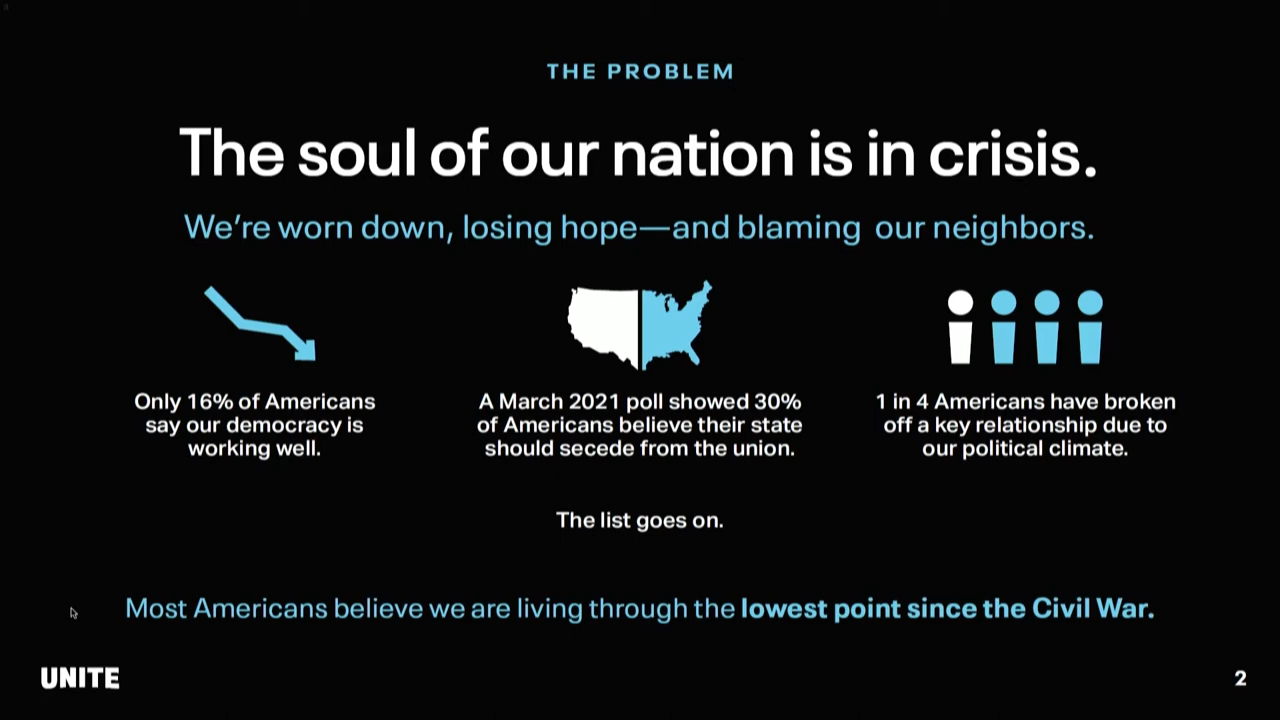 THE PROBLEM
The soul of our nation is in crisis.
We’re worn down, losing hope—and blaming our neighbors.
Only 16% of Americans
say our democracy is
working well.
A March 2021 poll showed 30%
of Americans believe their state
should secede from the union.
1 in 4 Americans have broken
off a key relationship due to
our political climate.
The list goes on.
Most Americans believe we are living through the lowest point since the Civil War.
UNITE
2